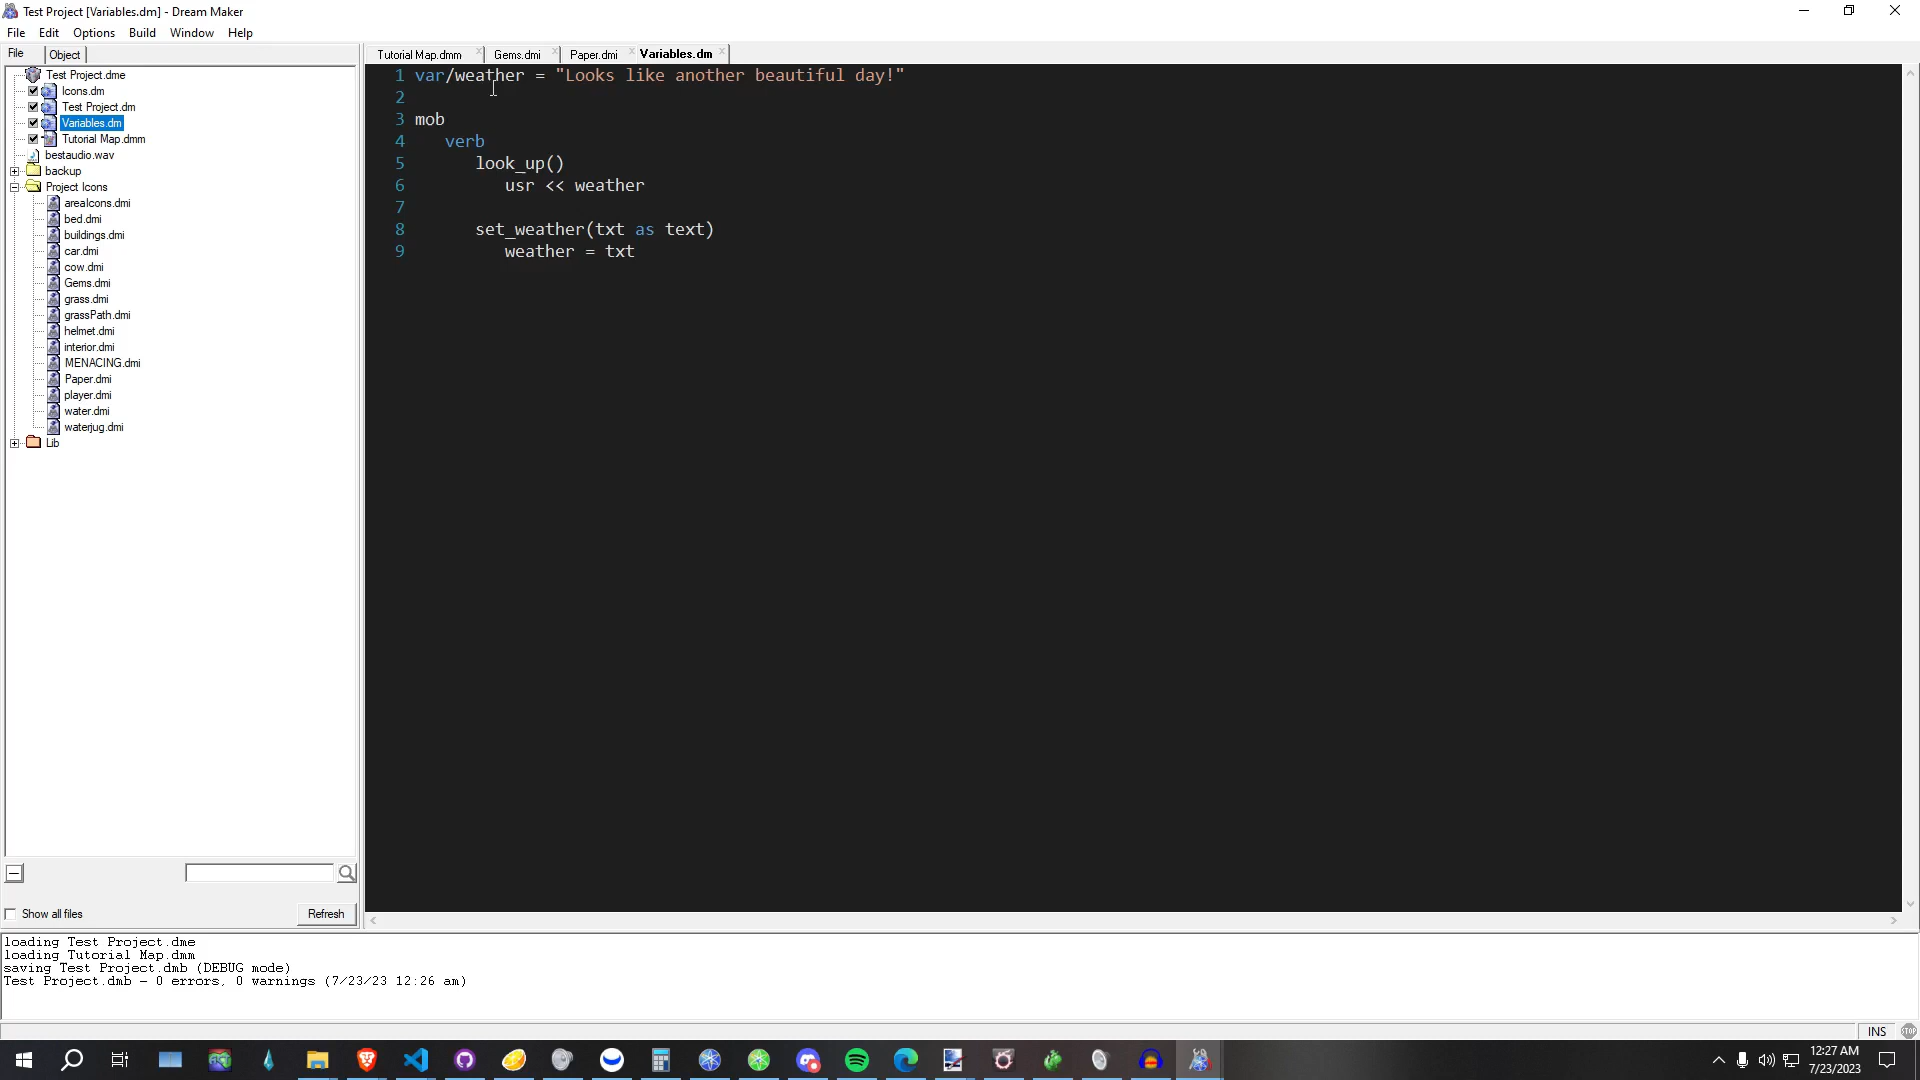 Test Project [Variables.dm] - Dream Maker
File Edit Options Build Window Help
File Object
Tutorial Map.dmm Gems.dmi Paper.dmi Variables.dm
Test Project.dme
Icons.dm
Test Project.dm
Variables.dm
Tutorial Map.dmm
bestaudio.wav
backup
Project Icons
areaIcons.dmi
bed.dmi
buildings.dmi
car.dmi
cow.dmi
Gems.dmi
grass.dmi
grassPath.dmi
helmet.dmi
interior.dmi
MENACING.dmi
Paper.dmi
player.dmi
water.dmi
waterjug.dmi
Lib
1 var/weather = "Looks like another beautiful day!"
2
3 mob
4 verb
5 look_up()
6 usr << weather
7
8 set_weather(txt as text)
9 weather = txt
Show all files Refresh
loading Test Project.dme
loading Tutorial Map.dmm
saving Test Project.dmb (DEBUG mode)
Test Project.dmb - 0 errors, 0 warnings (7/23/23 12:26 am)
INS STOP
12:27 AM
7/23/2023